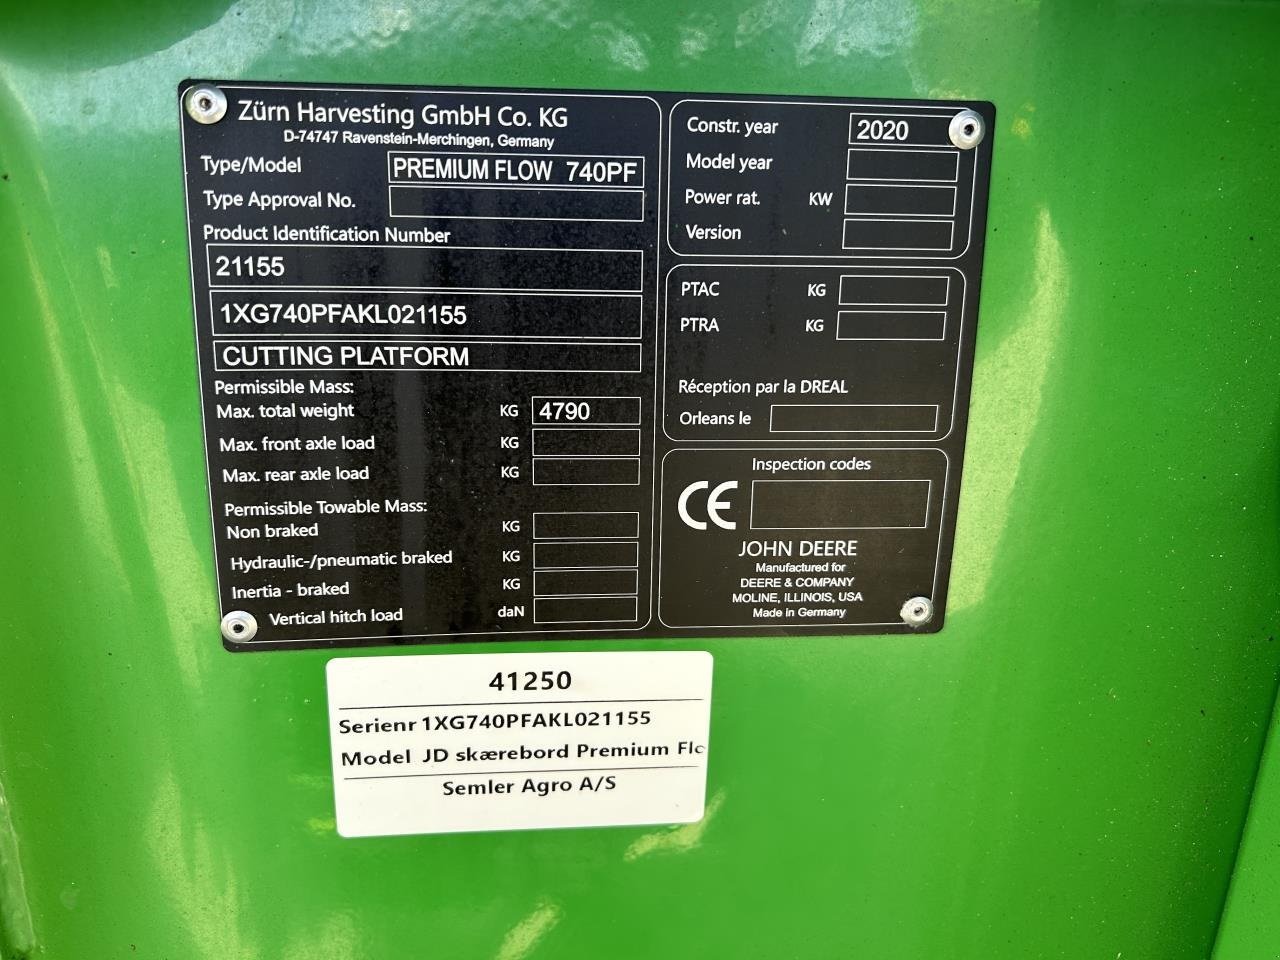 Zürn Harvesting GmbH Co. KG
D-74747 Ravenstein-Merchingen, Germany
Type/Model PREMIUM FLOW 740PF
Type Approval No.
Product Identification Number
21155
1XG740PFAKL021155
CUTTING PLATFORM
Permissible Mass:
Max. total weight KG 4790
Max. front axle load KG
Max. rear axle load KG
Permissible Towable Mass:
Non braked KG
Hydraulic-/pneumatic braked KG
Inertia - braked KG
Vertical hitch load daN
Constr. year 2020
Model year
Power rat. KW
Version
PTAC KG
PTRA KG
Réception par la DREAL
Orleans le
Inspection codes
CE
JOHN DEERE
Manufactured for
DEERE & COMPANY
MOLINE, ILLINOIS, USA
Made in Germany
41250
Serienr 1XG740PFAKL021155
Model JD skærebord Premium Flo
Semler Agro A/S